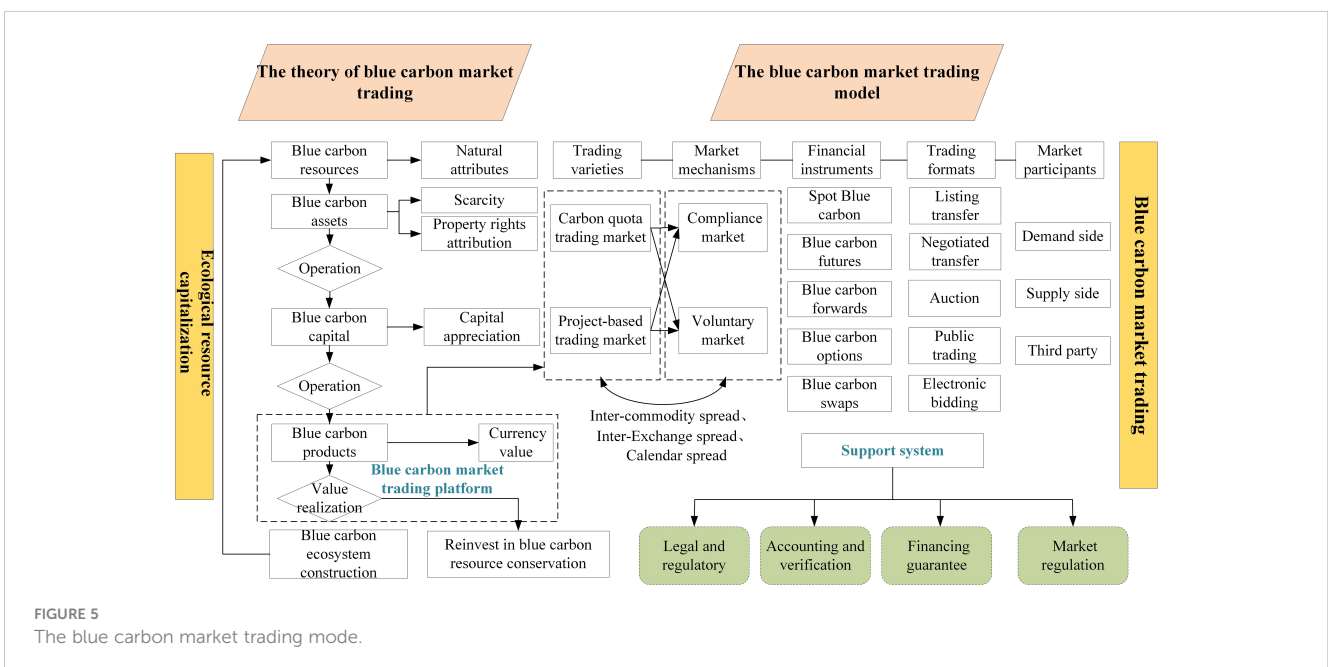 The theory of blue carbon market
trading
The blue carbon market trading
model
Ecological resource
capitalization
Blue carbon
resources
Natural
attributes
Blue carbon
assets
Scarcity
Property rights
attribution
Operation
Blue carbon
capital
Capital
appreciation
Operation
Blue carbon
products
Currency
value
Blue carbon market
trading platform
Value
realization
Blue carbon
ecosystem
construction
Reinvest in blue carbon
resource conservation
Trading
varieties
Market
mechanisms
Financial
instruments
Trading
formats
Market
participants
Carbon quota
trading market
Compliance
market
Project-based
trading market
Voluntary
market
Inter-commodity spread、
Inter-Exchange spread、
Calendar spread
Spot Blue
carbon
Blue carbon
futures
Blue carbon
forwards
Blue carbon
options
Blue carbon
swaps
Listing
transfer
Negotiated
transfer
Auction
Public
trading
Electronic
bidding
Demand side
Supply side
Third party
Support system
Legal and
regulatory
Accounting and
verification
Financing
guarantee
Market
regulation
Blue carbon market trading
FIGURE 5
The blue carbon market trading mode.